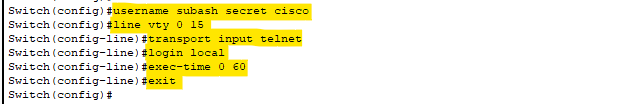 Switch(config)#username subash secret cisco
Switch(config)#line vty 0 15
Switch(config-line)#transport input telnet
Switch(config-line)#login local
Switch(config-line)#exec-time 0 60
Switch(config-line)#exit
Switch(config)#